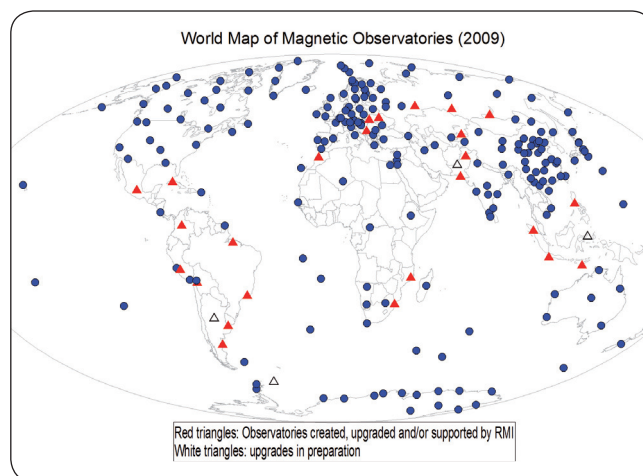 World Map of Magnetic Observatories (2009)
Red triangles: Observatories created, upgraded and/or supported by RMI
White triangles: upgrades in preparation